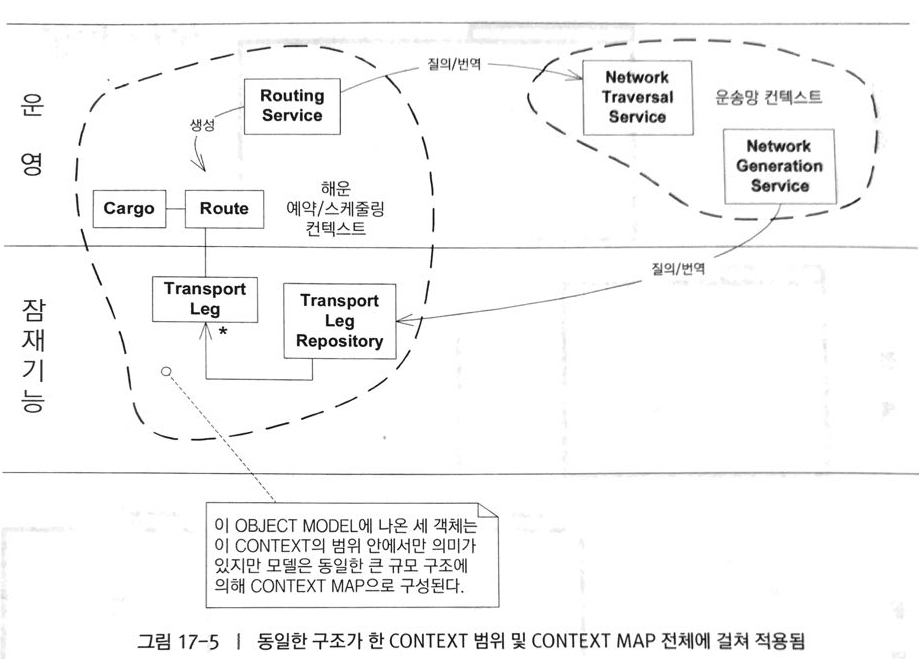 운
영
Routing
Service
질의/번역
Network
Traversal
Service
운송망 컨텍스트
생성
Network
Generation
Service
Cargo
Route
해운
예약/스케줄링
컨텍스트
질의/번역
잠
재
기
능
Transport
Leg
*
Transport
Leg
Repository
이 OBJECT MODEL에 나온 세 객체는
이 CONTEXT의 범위 안에서만 의미가
있지만 모델은 동일한 큰 규모 구조에
의해 CONTEXT MAP으로 구성된다.
그림 17-5 | 동일한 구조가 한 CONTEXT 범위 및 CONTEXT MAP 전체에 걸쳐 적용됨